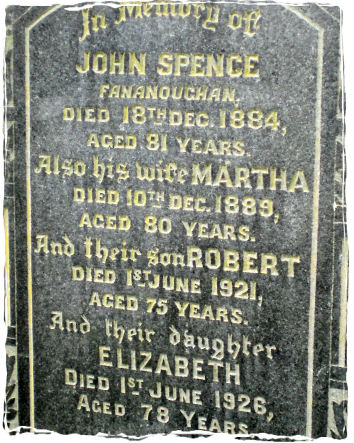 In Memory of
JOHN SPENCE
FANANOUGHAN,
DIED 18TH DEC. 1884,
AGED 81 YEARS.
Also his wife MARTHA
DIED 10TH DEC. 1889,
AGED 80 YEARS.
And their son ROBERT
DIED 1ST JUNE 1921,
AGED 75 YEARS.
And their daughter
ELIZABETH
DIED 1ST JUNE 1926,
AGED 78 YEARS.